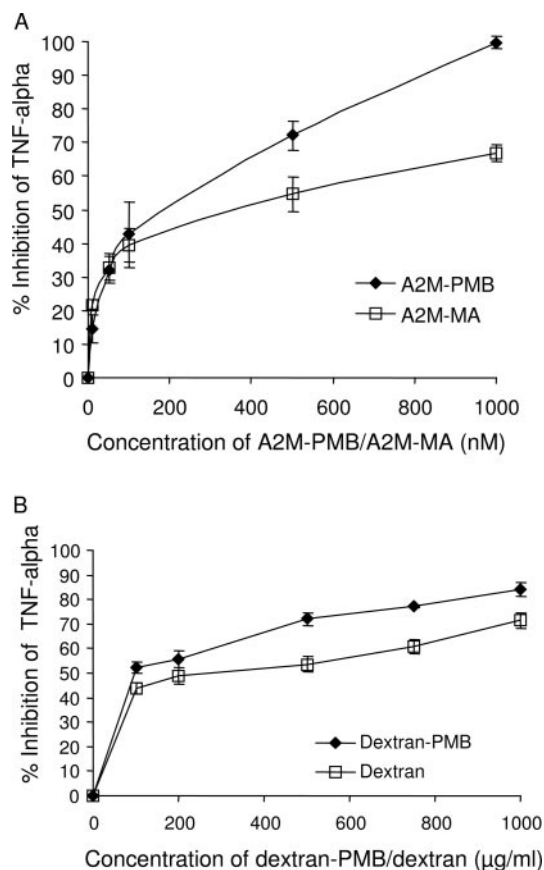 A
% Inhibition of TNF-alpha
100
90
80
70
60
50
40
30
20
10
0
A2M-PMB
A2M-MA
0 200 400 600 800 1000
Concentration of A2M-PMB/A2M-MA (nM)
B
% Inhibition of TNF-alpha
100
90
80
70
60
50
40
30
20
10
0
Dextran-PMB
Dextran
0 200 400 600 800 1000
Concentration of dextran-PMB/dextran (μg/ml)